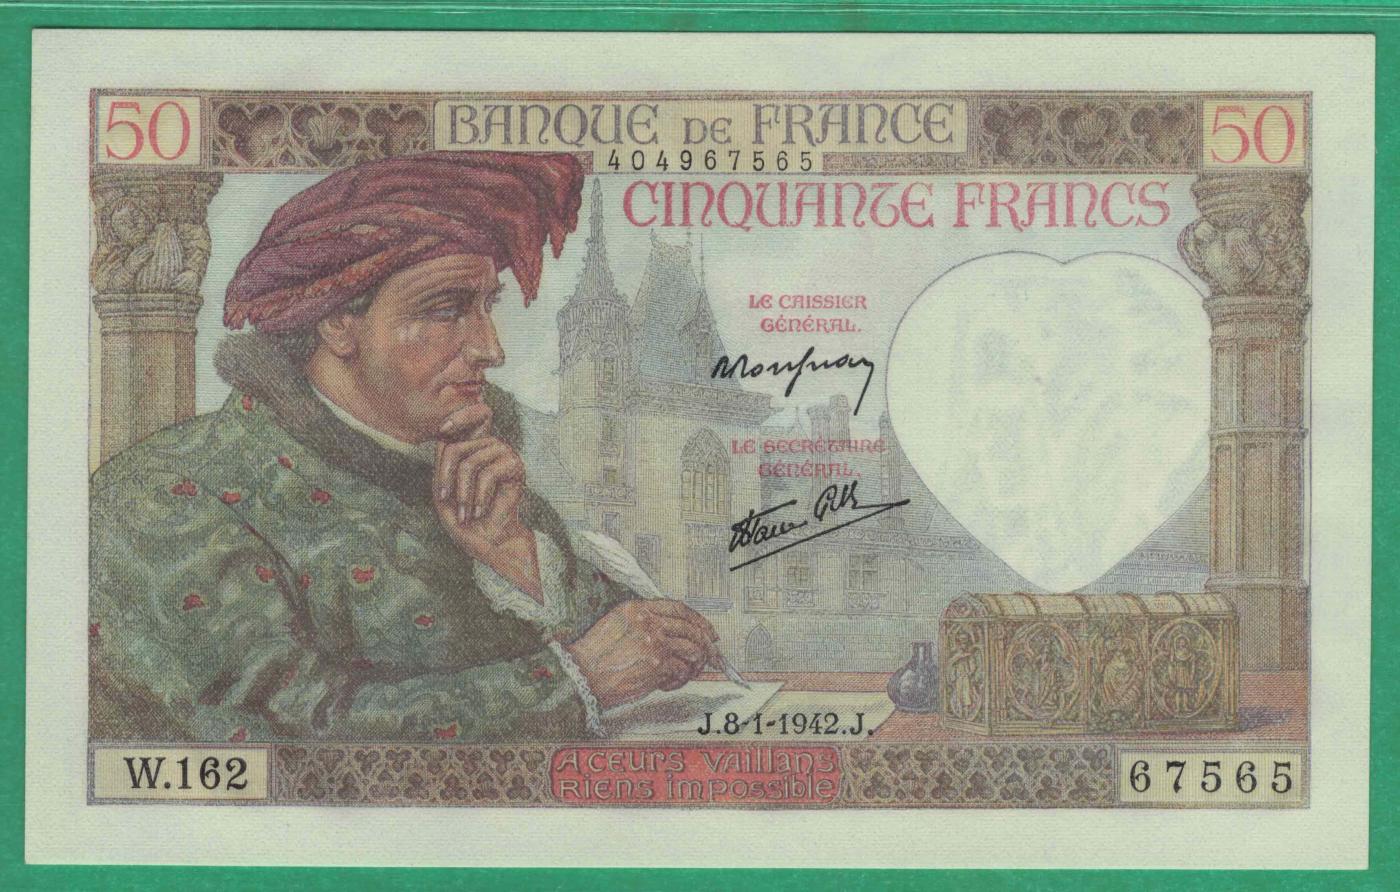 50 BANQUE DE FRANCE 50
404967565
CINQUANTE FRANCS
LE CAISSIER
GÉNÉRAL.
LE SECRÉTAIRE
GÉNÉRAL.
J.8-1-1942.J.
W.162
A CEURS VAILLANS
RIENS IMPOSSIBLE
67565